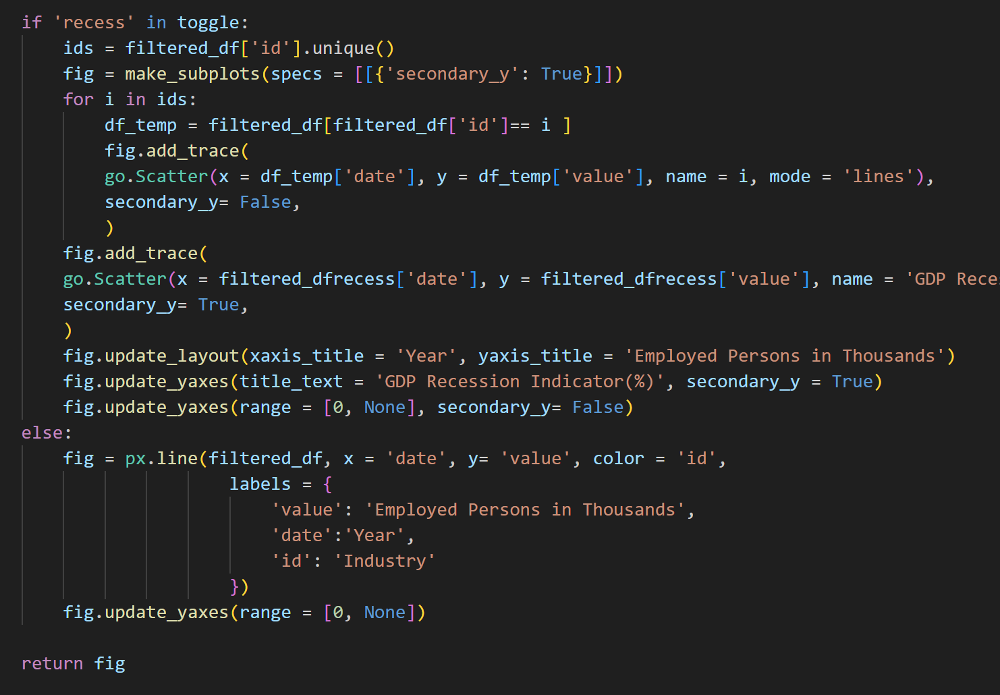 if 'recess' in toggle:
    ids = filtered_df['id'].unique()
    fig = make_subplots(specs = [[{'secondary_y': True}]])
    for i in ids:
        df_temp = filtered_df[filtered_df['id']== i ]
        fig.add_trace(
        go.Scatter(x = df_temp['date'], y = df_temp['value'], name = i, mode = 'lines'),
        secondary_y= False,
        )
    fig.add_trace(
    go.Scatter(x = filtered_dfrecess['date'], y = filtered_dfrecess['value'], name = 'GDP
    secondary_y= True,
    )
    fig.update_layout(xaxis_title = 'Year', yaxis_title = 'Employed Persons in Thousands')
    fig.update_yaxes(title_text = 'GDP Recession Indicator(%)', secondary_y = True)
    fig.update_yaxes(range = [0, None], secondary_y= False)
else:
    fig = px.line(filtered_df, x = 'date', y= 'value', color = 'id',
                    labels = {
                        'value': 'Employed Persons in Thousands',
                        'date':'Year',
                        'id': 'Industry'
                    })
    fig.update_yaxes(range = [0, None])
return fig